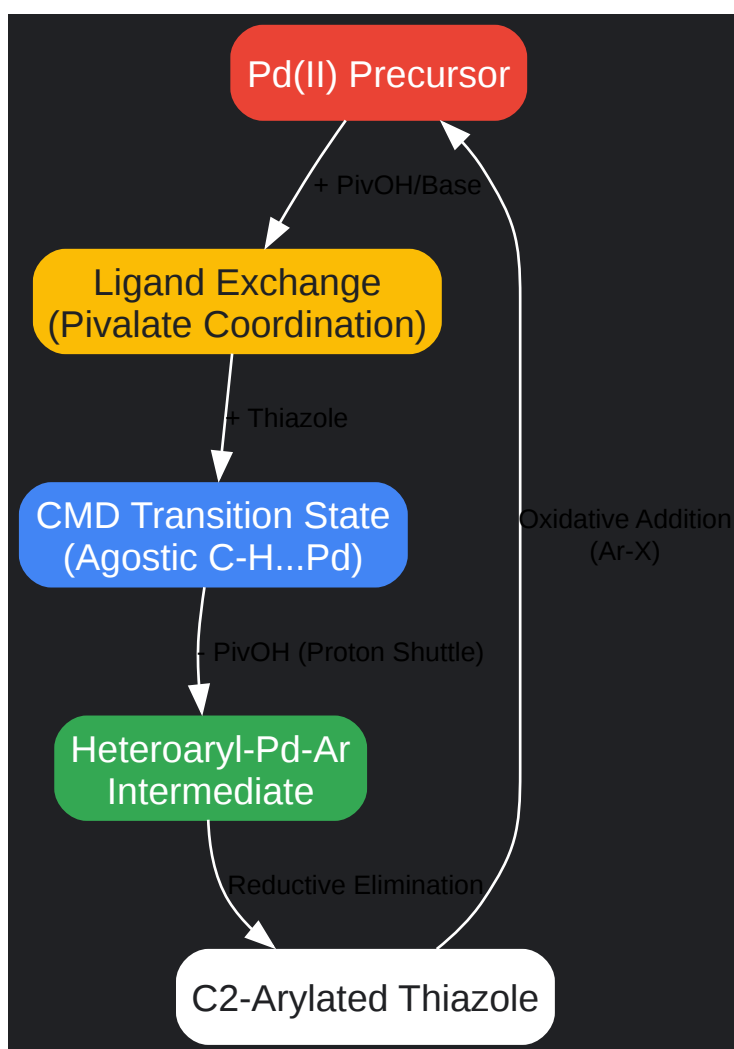 Pd(II) Precursor
+ PivOH/Base
Ligand Exchange
(Pivalate Coordination)
+ Thiazole
CMD Transition State
(Agostic C-H...Pd)
Oxidative Addition
(Ar-X)
- PivOH (Proton Shuttle)
Heteroaryl-Pd-Ar
Intermediate
Reductive Elimination
C2-Arylated Thiazole